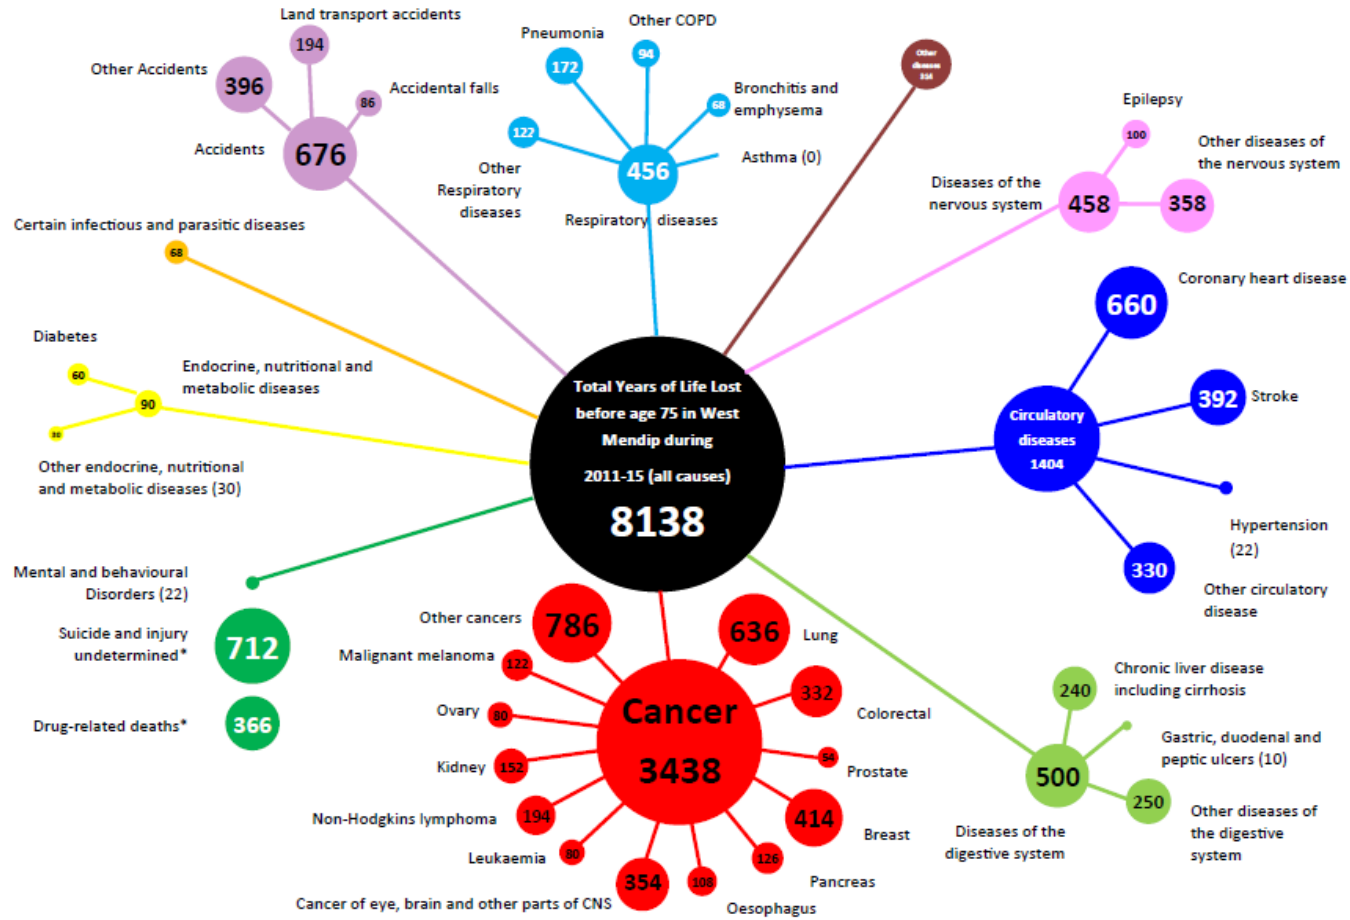 Land transport accidents
194
Other Accidents
396
Accidental falls
86
Accidents
676
Pneumonia
172
Other COPD
94
Bronchitis and
emphysema
68
Asthma (0)
122
Other
Respiratory
diseases
456
Respiratory diseases
Other
diseases
Epilepsy
100
Other diseases of
the nervous system
358
Diseases of the
nervous system
458
Certain infectious and parasitic diseases
68
Diabetes
60
Endocrine, nutritional and
metabolic diseases
90
30
Other endocrine, nutritional
and metabolic diseases (30)
Total Years of Life Lost
before age 75 in West
Mendip during
2011-15 (all causes)
8138
Coronary heart disease
660
392
Stroke
Circulatory
diseases
1404
Hypertension
(22)
330
Other circulatory
disease
Mental and behavioural
Disorders (22)
Suicide and injury
undetermined*
712
Drug-related deaths*
366
Other cancers
786
636
Lung
Malignant melanoma
122
332
Colorectal
Ovary
80
Cancer
3438
Kidney
152
54
Prostate
Non-Hodgkins lymphoma
194
414
Breast
Leukaemia
80
126
Pancreas
Cancer of eye, brain and other parts of CNS
354
108
Oesophagus
240
Chronic liver disease
including cirrhosis
Gastric, duodenal and
peptic ulcers (10)
500
250
Diseases of the
digestive system
Other diseases of
the digestive
system